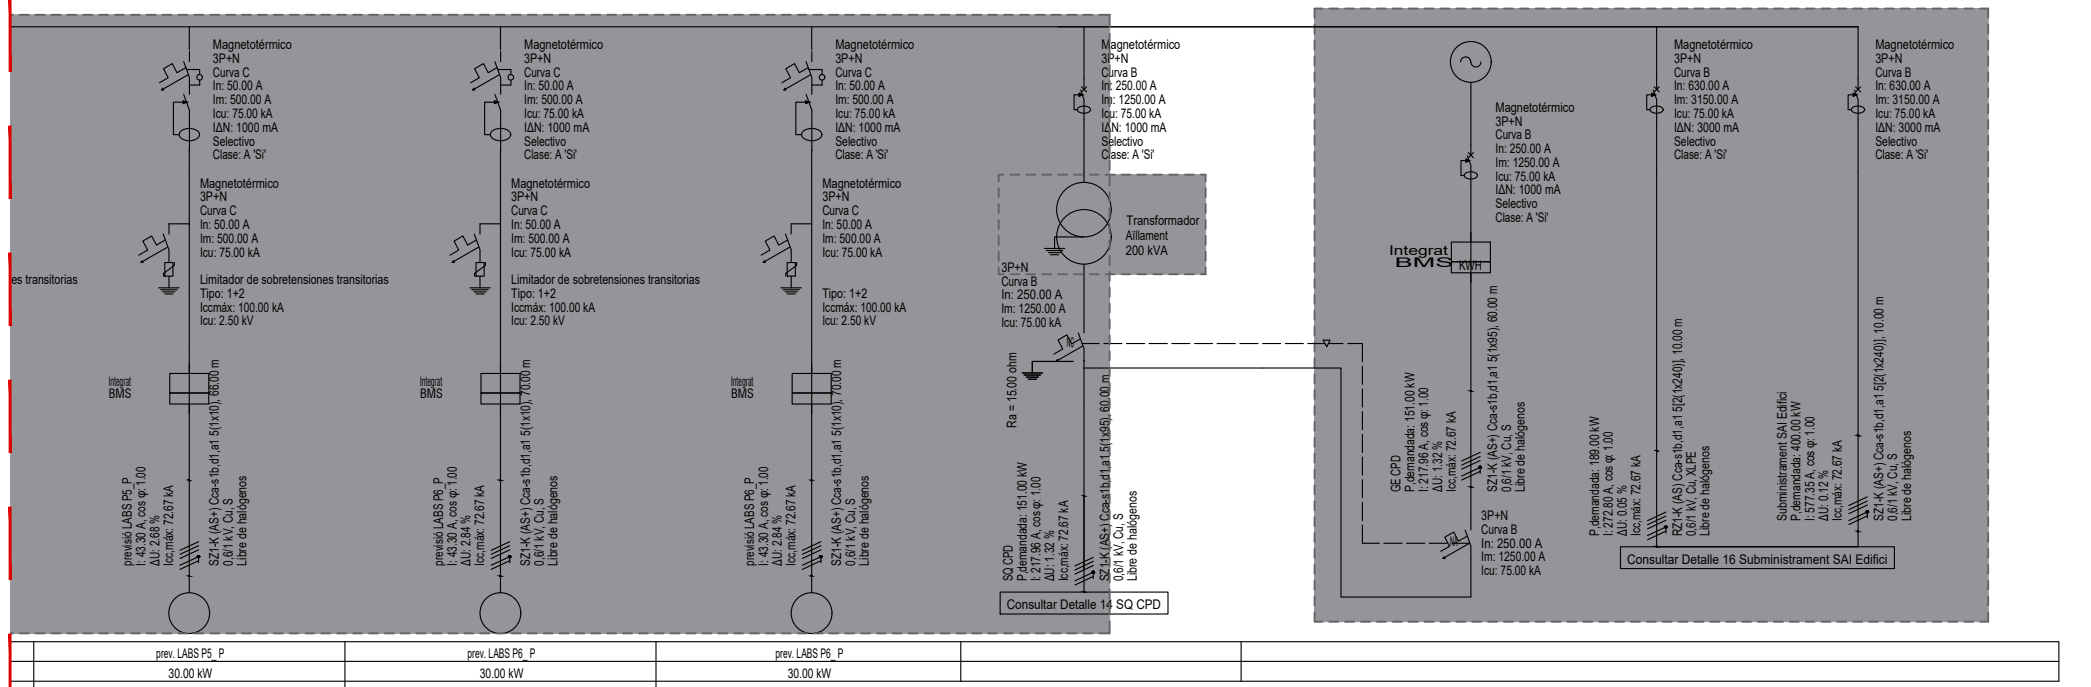 Magnetotérmico
3P+N
Curva C
In: 50.00 A
Im: 500.00 A
Icu: 75.00 kA
IΔN: 1000 mA
Selectivo
Clase: A 'Si'
Magnetotérmico
3P+N
Curva C
In: 50.00 A
Im: 500.00 A
Icu: 75.00 kA
es transitorias
Limitador de sobretensiones transitorias
Tipo: 1+2
Iccmáx: 100.00 kA
Icu: 2.50 kV
Integrat
BMS
previsió LABS P5_P
I: 43.30 A, cos φ: 1.00
ΔU: 2.68 %
Icc,máx: 72.67 kA
SZ1-K (AS+) Cca-s1b,d1,a1 5(1x10), 66.00 m
0,6/1 kV, Cu, S
Libre de halógenos
Magnetotérmico
3P+N
Curva C
In: 50.00 A
Im: 500.00 A
Icu: 75.00 kA
IΔN: 1000 mA
Selectivo
Clase: A 'Si'
Magnetotérmico
3P+N
Curva C
In: 50.00 A
Im: 500.00 A
Icu: 75.00 kA
Limitador de sobretensiones transitorias
Tipo: 1+2
Iccmáx: 100.00 kA
Icu: 2.50 kV
Integrat
BMS
previsió LABS P6_P
I: 43.30 A, cos φ: 1.00
ΔU: 2.84 %
Icc,máx: 72.67 kA
SZ1-K (AS+) Cca-s1b,d1,a1 5(1x10), 70.00 m
0,6/1 kV, Cu, S
Libre de halógenos
Magnetotérmico
3P+N
Curva C
In: 50.00 A
Im: 500.00 A
Icu: 75.00 kA
IΔN: 1000 mA
Selectivo
Clase: A 'Si'
Magnetotérmico
3P+N
Curva C
In: 50.00 A
Im: 500.00 A
Icu: 75.00 kA
Tipo: 1+2
Iccmáx: 100.00 kA
Icu: 2.50 kV
Integrat
BMS
previsió LABS P6_P
I: 43.30 A, cos φ: 1.00
ΔU: 2.84 %
Icc,máx: 72.67 kA
SZ1-K (AS+) Cca-s1b,d1,a1 5(1x10), 70.00 m
0,6/1 kV, Cu, S
Libre de halógenos
Magnetotérmico
3P+N
Curva B
In: 250.00 A
Im: 1250.00 A
Icu: 75.00 kA
IΔN: 1000 mA
Selectivo
Clase: A 'Si'
Transformador
Aïllament
200 kVA
3P+N
Curva B
In: 250.00 A
Im: 1250.00 A
Icu: 75.00 kA
NC
Ra = 15.00 ohm
SQ CPD
P,demandada: 151.00 kW
I: 217.96 A, cos φ: 1.00
ΔU: 1.32 %
Icc,máx: 72.67 kA
SZ1-K (AS+) Cca-s1b,d1,a1 5(1x95), 60.00 m
0,6/1 kV, Cu, S
Libre de halógenos
Consultar Detalle 14 SQ CPD
Magnetotérmico
3P+N
Curva B
In: 250.00 A
Im: 1250.00 A
Icu: 75.00 kA
IΔN: 1000 mA
Selectivo
Clase: A 'Si'
Integrat
BMS
KWH
GE CPD
P,demandada: 151.00 kW
I: 217.96 A, cos φ: 1.00
ΔU: 1.32 %
Icc,máx: 72.67 kA
SZ1-K (AS+) Cca-s1b,d1,a1 5(1x95), 60.00 m
0,6/1 kV, Cu, S
Libre de halógenos
3P+N
Curva B
In: 250.00 A
Im: 1250.00 A
Icu: 75.00 kA
Magnetotérmico
3P+N
Curva B
In: 630.00 A
Im: 3150.00 A
Icu: 75.00 kA
IΔN: 3000 mA
Selectivo
Clase: A 'Si'
P,demandada: 189.00 kW
I: 272.80 A, cos φ: 1.00
ΔU: 0.05 %
Icc,máx: 72.67 kA
RZ1-K (AS) Cca-s1b,d1,a1 5[2(1x240)], 10.00 m
0,6/1 kV, Cu, XLPE
Libre de halógenos
Magnetotérmico
3P+N
Curva B
In: 630.00 A
Im: 3150.00 A
Icu: 75.00 kA
IΔN: 3000 mA
Selectivo
Clase: A 'Si'
Subministrament SAI Edifici
P,demandada: 400.00 kW
I: 577.35 A, cos φ: 1.00
ΔU: 0.12 %
Icc,máx: 72.67 kA
SZ1-K (AS+) Cca-s1b,d1,a1 5[2(1x240)], 10.00 m
0,6/1 kV, Cu, S
Libre de halógenos
Consultar Detalle 16 Subministrament SAI Edifici
prev. LABS P5_P
prev. LABS P6_P
prev. LABS P6_P
30.00 kW
30.00 kW
30.00 kW